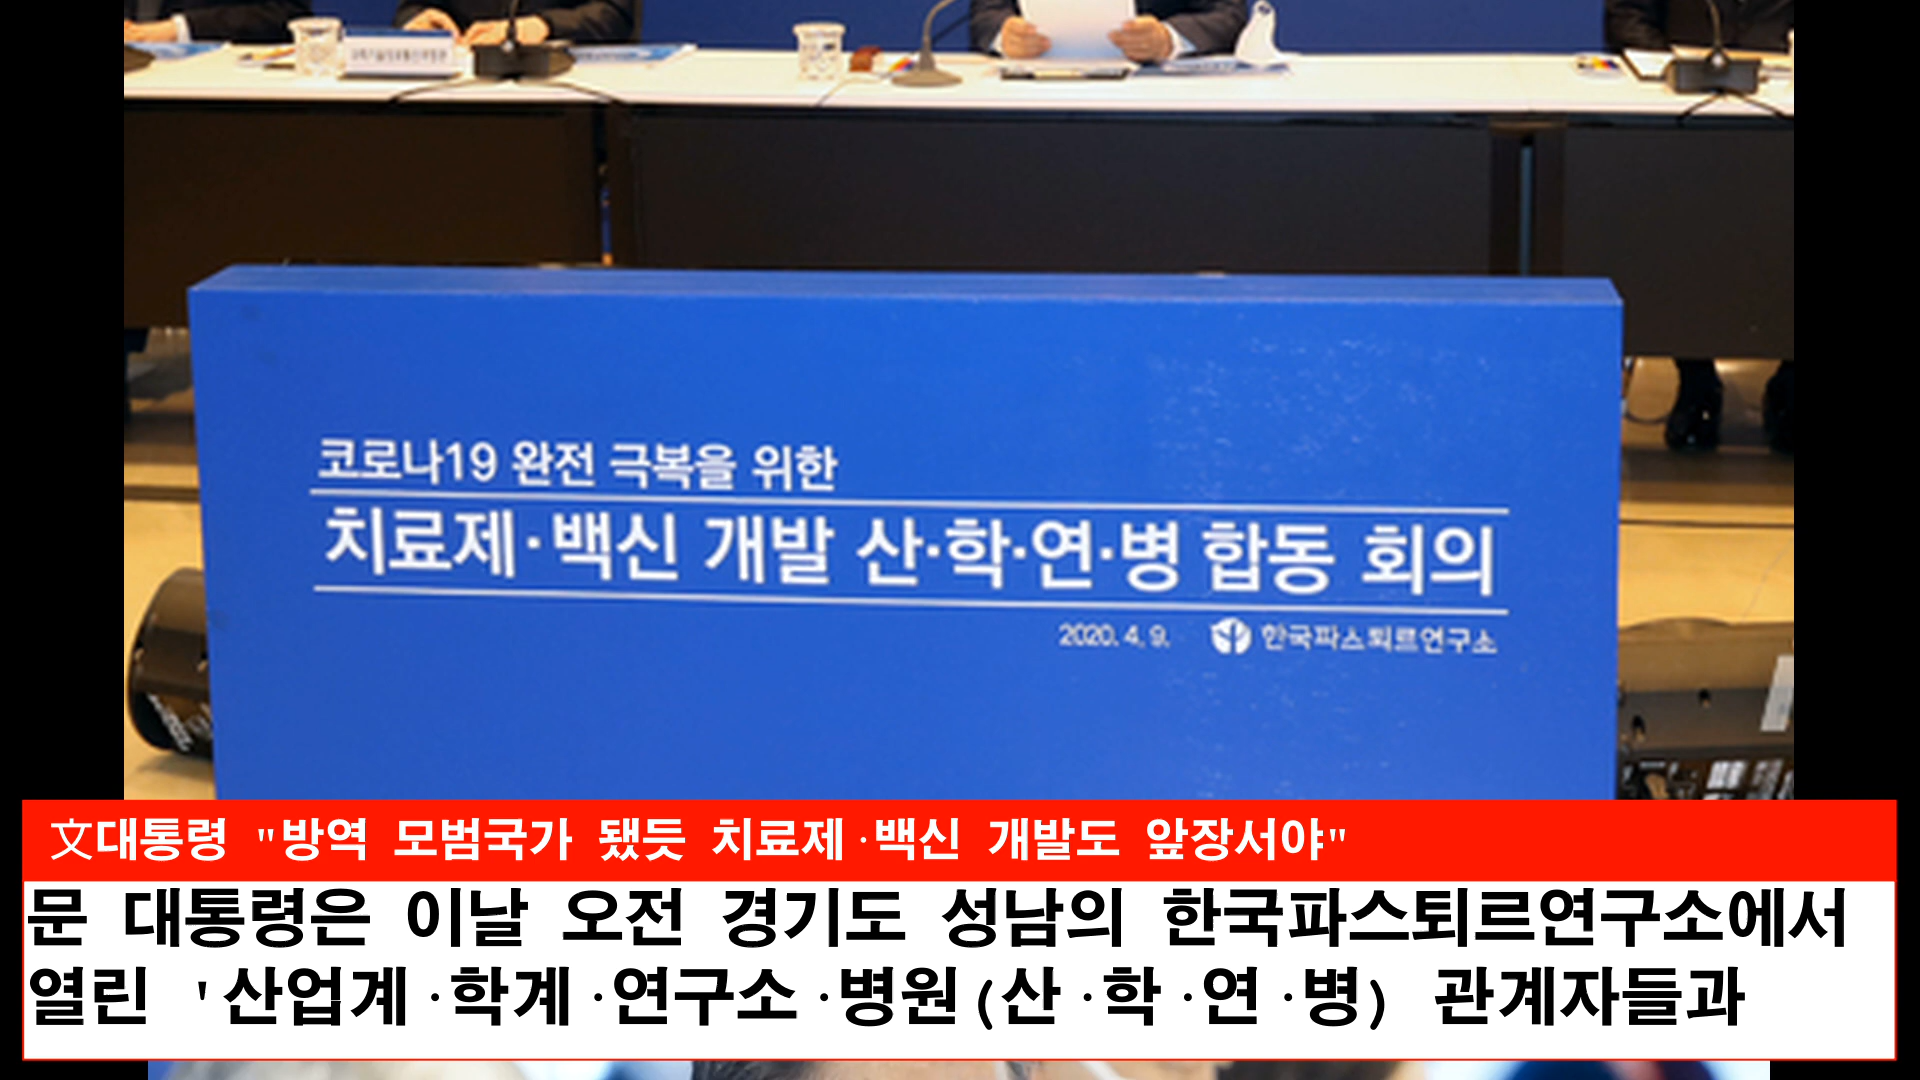 코로나19 완전 극복을 위한
치료제·백신 개발 산·학·연·병 합동 회의
2020. 4. 9. 한국파스퇴르연구소
文대통령 "방역 모범국가 됐듯 치료제·백신 개발도 앞장서야"
문 대통령은 이날 오전 경기도 성남의 한국파스퇴르연구소에서
열린 '산업계·학계·연구소·병원(산·학·연·병) 관계자들과